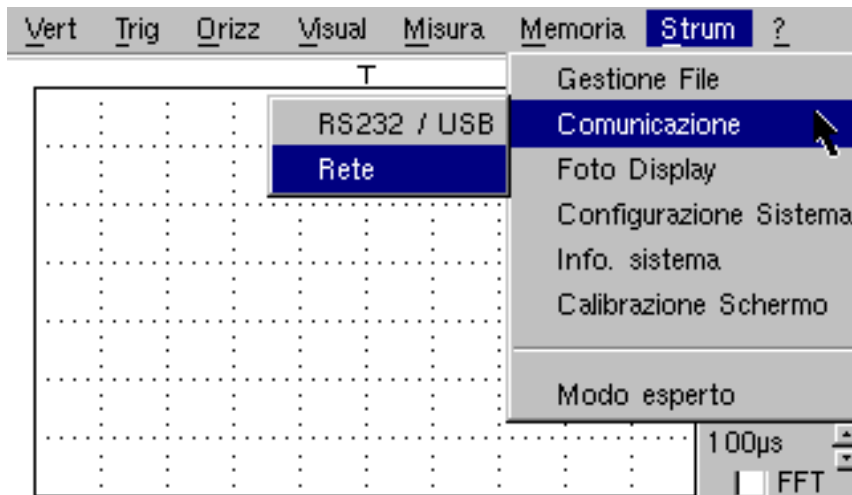 Vert Trig Orizz Visual Misura Memoria Strum ?
T
Gestione File
RS232 / USB
Comunicazione
Rete
Foto Display
Configurazione Sistema
Info. sistema
Calibrazione Schermo
Modo esperto
100µs
FFT